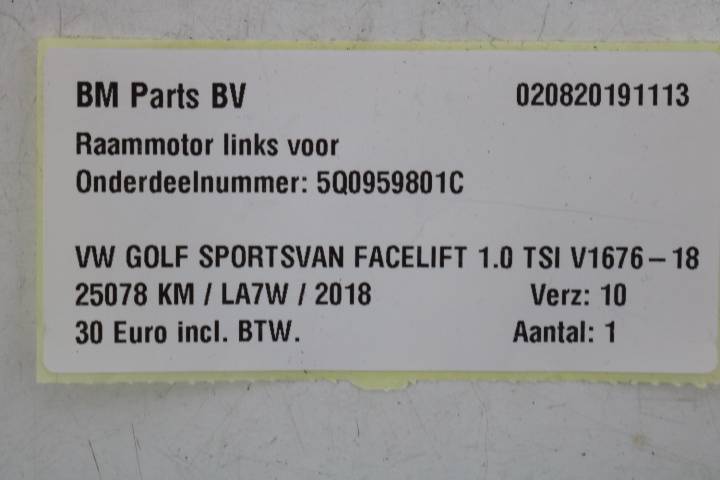 BM Parts BV 020820191113
Raammotor links voor
Onderdeelnummer: 5Q0959801C
VW GOLF SPORTSVAN FACELIFT 1.0 TSI V1676-18
25078 KM / LA7W / 2018 Verz: 10
30 Euro incl. BTW. Aantal: 1